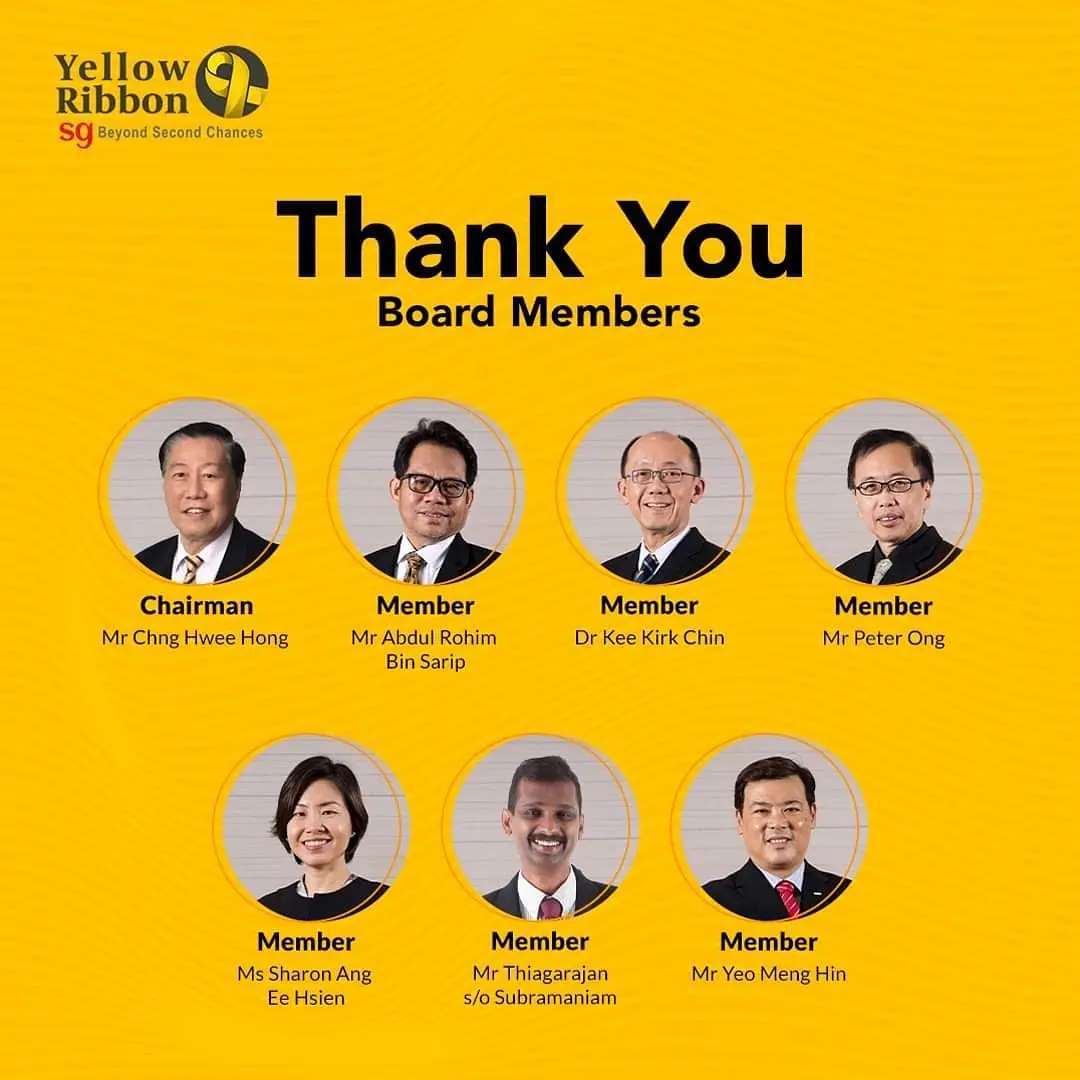 Yellow
Ribbon
sg Beyond Second Chances
Thank You
Board Members
Chairman
Mr Chng Hwee Hong
Member
Mr Abdul Rohim
Bin Sarip
Member
Dr Kee Kirk Chin
Member
Mr Peter Ong
Member
Ms Sharon Ang
Ee Hsien
Member
Mr Thiagarajan
s/o Subramaniam
Member
Mr Yeo Meng Hin